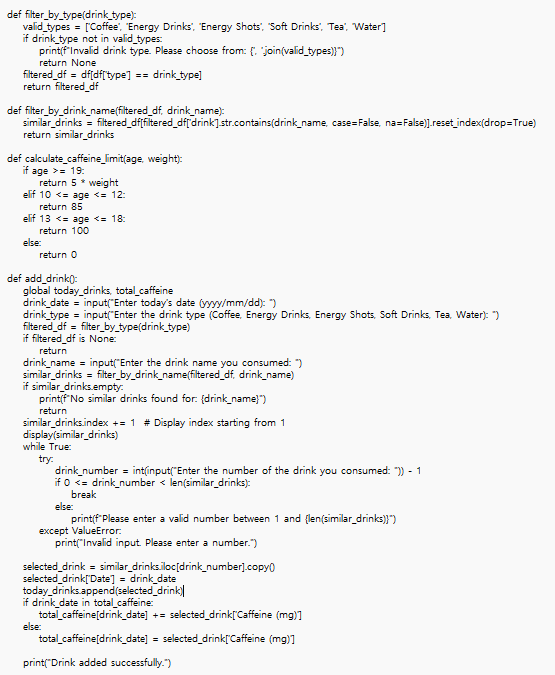 def filter_by_type(drink_type):
    valid_types = ['Coffee', 'Energy Drinks', 'Energy Shots', 'Soft Drinks', 'Tea', 'Water']
    if drink_type not in valid_types:
        print(f"Invalid drink type. Please choose from: {', '.join(valid_types)}")
        return None
    filtered_df = df[df['type'] == drink_type]
    return filtered_df

def filter_by_drink_name(filtered_df, drink_name):
    similar_drinks = filtered_df[filtered_df['drink'].str.contains(drink_name, case=False, na=False)].reset_index(drop=True)
    return similar_drinks

def calculate_caffeine_limit(age, weight):
    if age >= 19:
        return 5 * weight
    elif 10 <= age <= 12:
        return 85
    elif 13 <= age <= 18:
        return 100
    else:
        return 0

def add_drink():
    global today_drinks, total_caffeine
    drink_date = input("Enter today's date (yyyy/mm/dd): ")
    drink_type = input("Enter the drink type (Coffee, Energy Drinks, Energy Shots, Soft Drinks, Tea, Water): ")
    filtered_df = filter_by_type(drink_type)
    if filtered_df is None:
        return
    drink_name = input("Enter the drink name you consumed: ")
    similar_drinks = filter_by_drink_name(filtered_df, drink_name)
    if similar_drinks.empty:
        print(f"No similar drinks found for: {drink_name}")
        return
    similar_drinks.index += 1  # Display index starting from 1
    display(similar_drinks)
    while True:
        try:
            drink_number = int(input("Enter the number of the drink you consumed: ")) - 1
            if 0 <= drink_number < len(similar_drinks):
                break
            else:
                print(f"Please enter a valid number between 1 and {len(similar_drinks)}")
        except ValueError:
            print("Invalid input. Please enter a number.")

    selected_drink = similar_drinks.iloc[drink_number].copy()
    selected_drink['Date'] = drink_date
    today_drinks.append(selected_drink)
    if drink_date in total_caffeine:
        total_caffeine[drink_date] += selected_drink['Caffeine (mg)']
    else:
        total_caffeine[drink_date] = selected_drink['Caffeine (mg)']

    print("Drink added successfully.")